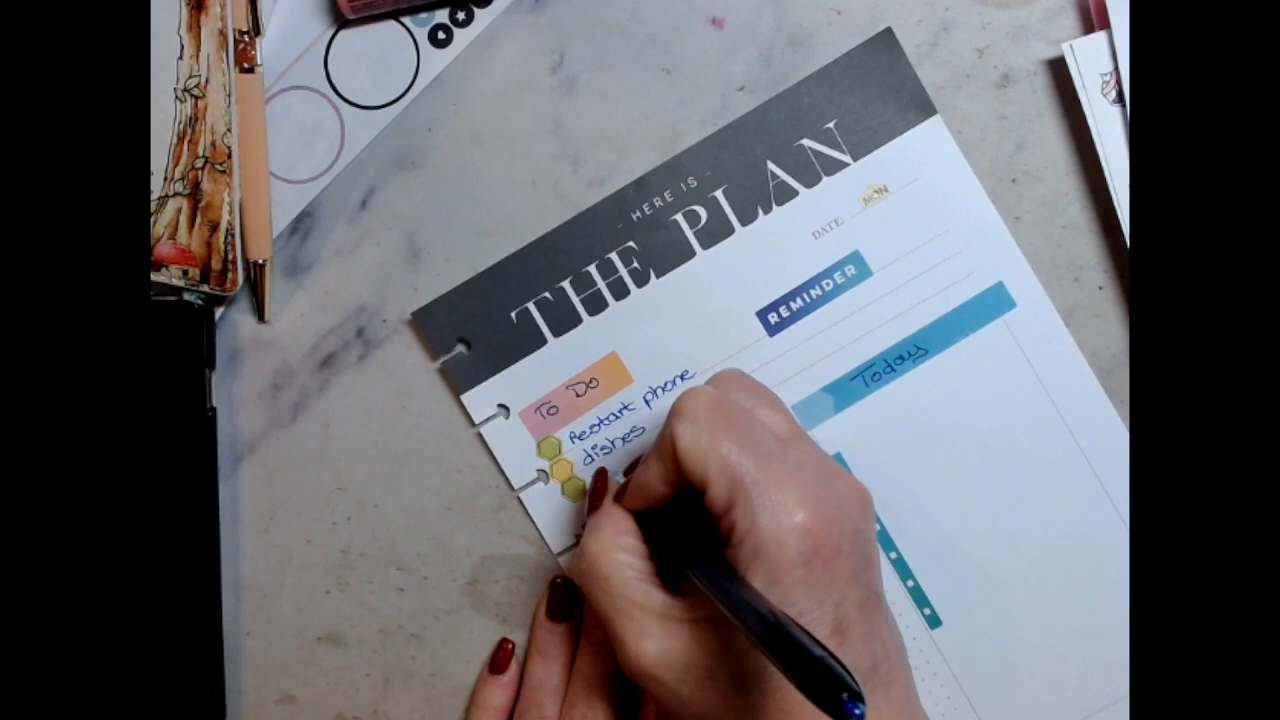 HERE IS
THE PLAN
DATE:
MON
REMINDER
To Do
Restart phone
dishes
Today